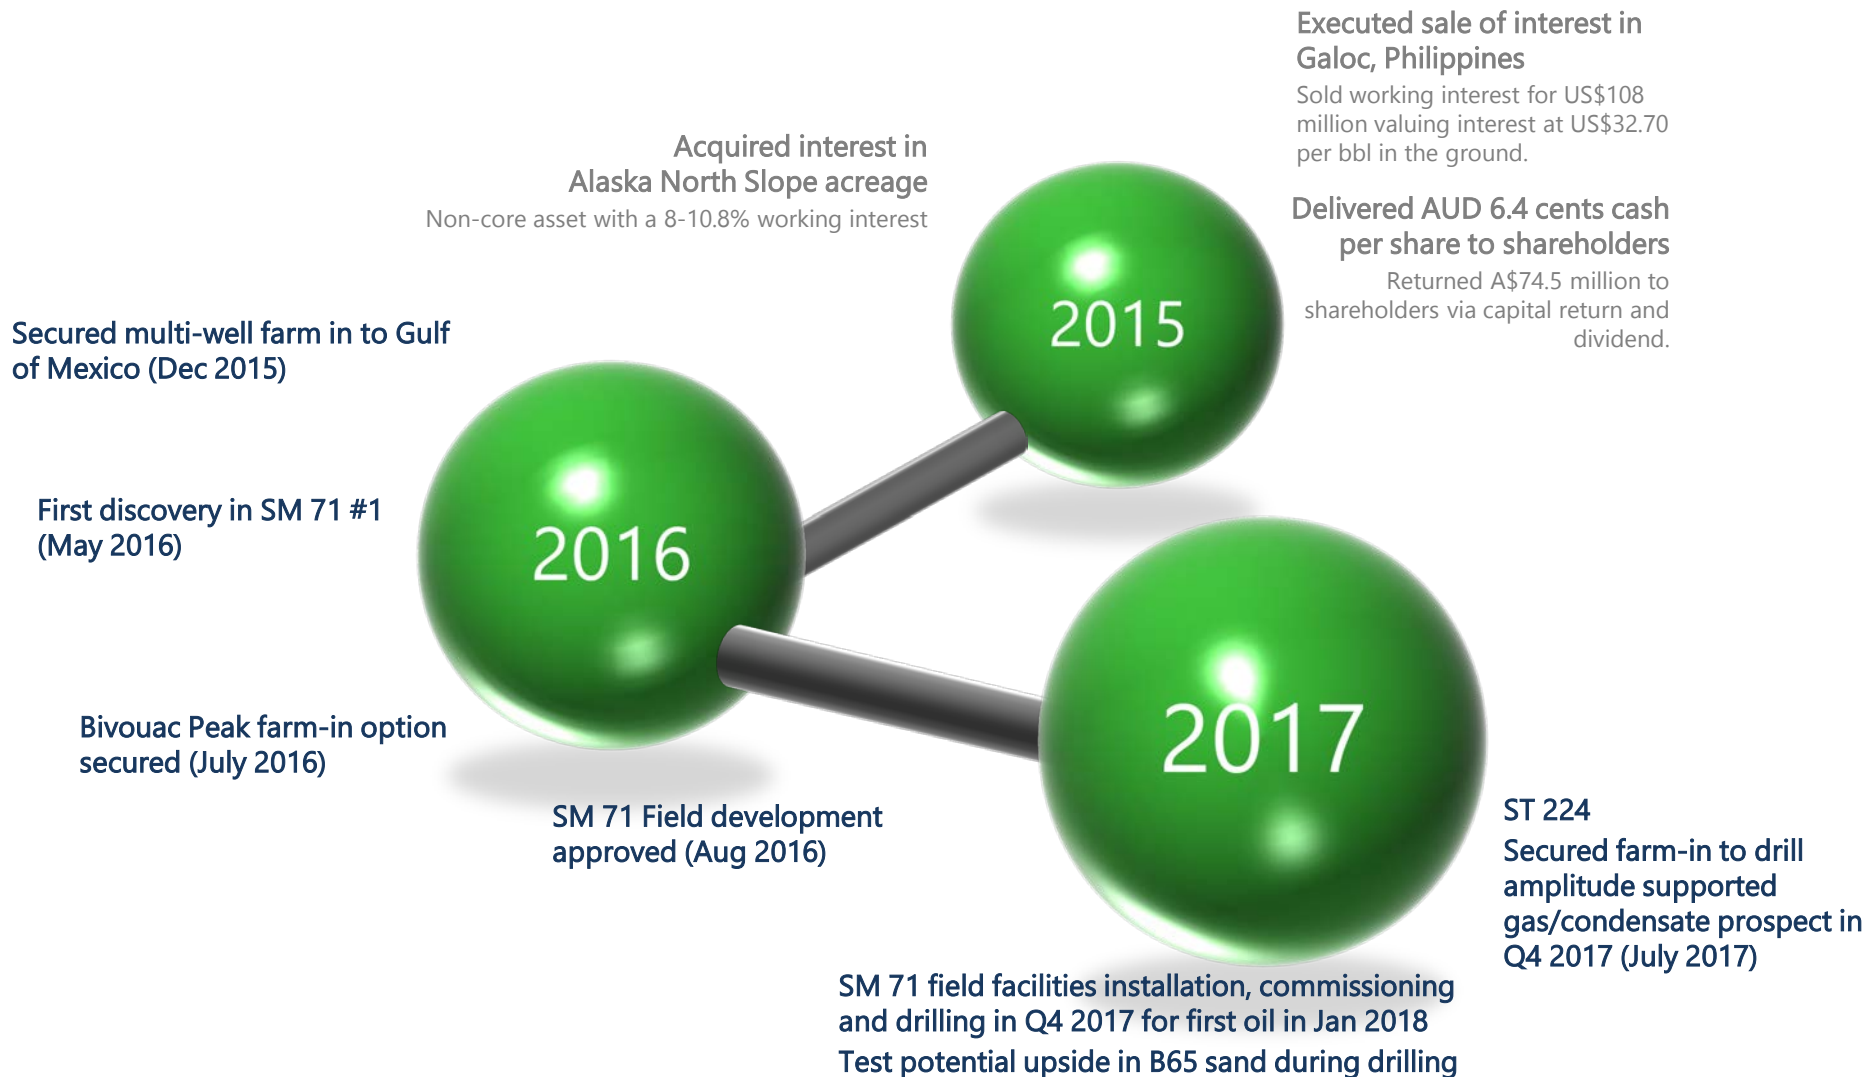 Executed sale of interest in
Galoc, Philippines
Sold working interest for US$108
million valuing interest at US$32.70
per bbl in the ground.
Acquired interest in
Alaska North Slope acreage
Non-core asset with a 8-10.8% working interest
Delivered AUD 6.4 cents cash
per share to shareholders
Returned A$74.5 million to
shareholders via capital return and
dividend.
2015
Secured multi-well farm in to Gulf
of Mexico (Dec 2015)
First discovery in SM 71 #1
(May 2016)
2016
Bivouac Peak farm-in option
secured (July 2016)
SM 71 Field development
approved (Aug 2016)
2017
ST 224
Secured farm-in to drill
amplitude supported
gas/condensate prospect in
Q4 2017 (July 2017)
SM 71 field facilities installation, commissioning
and drilling in Q4 2017 for first oil in Jan 2018
Test potential upside in B65 sand during drilling